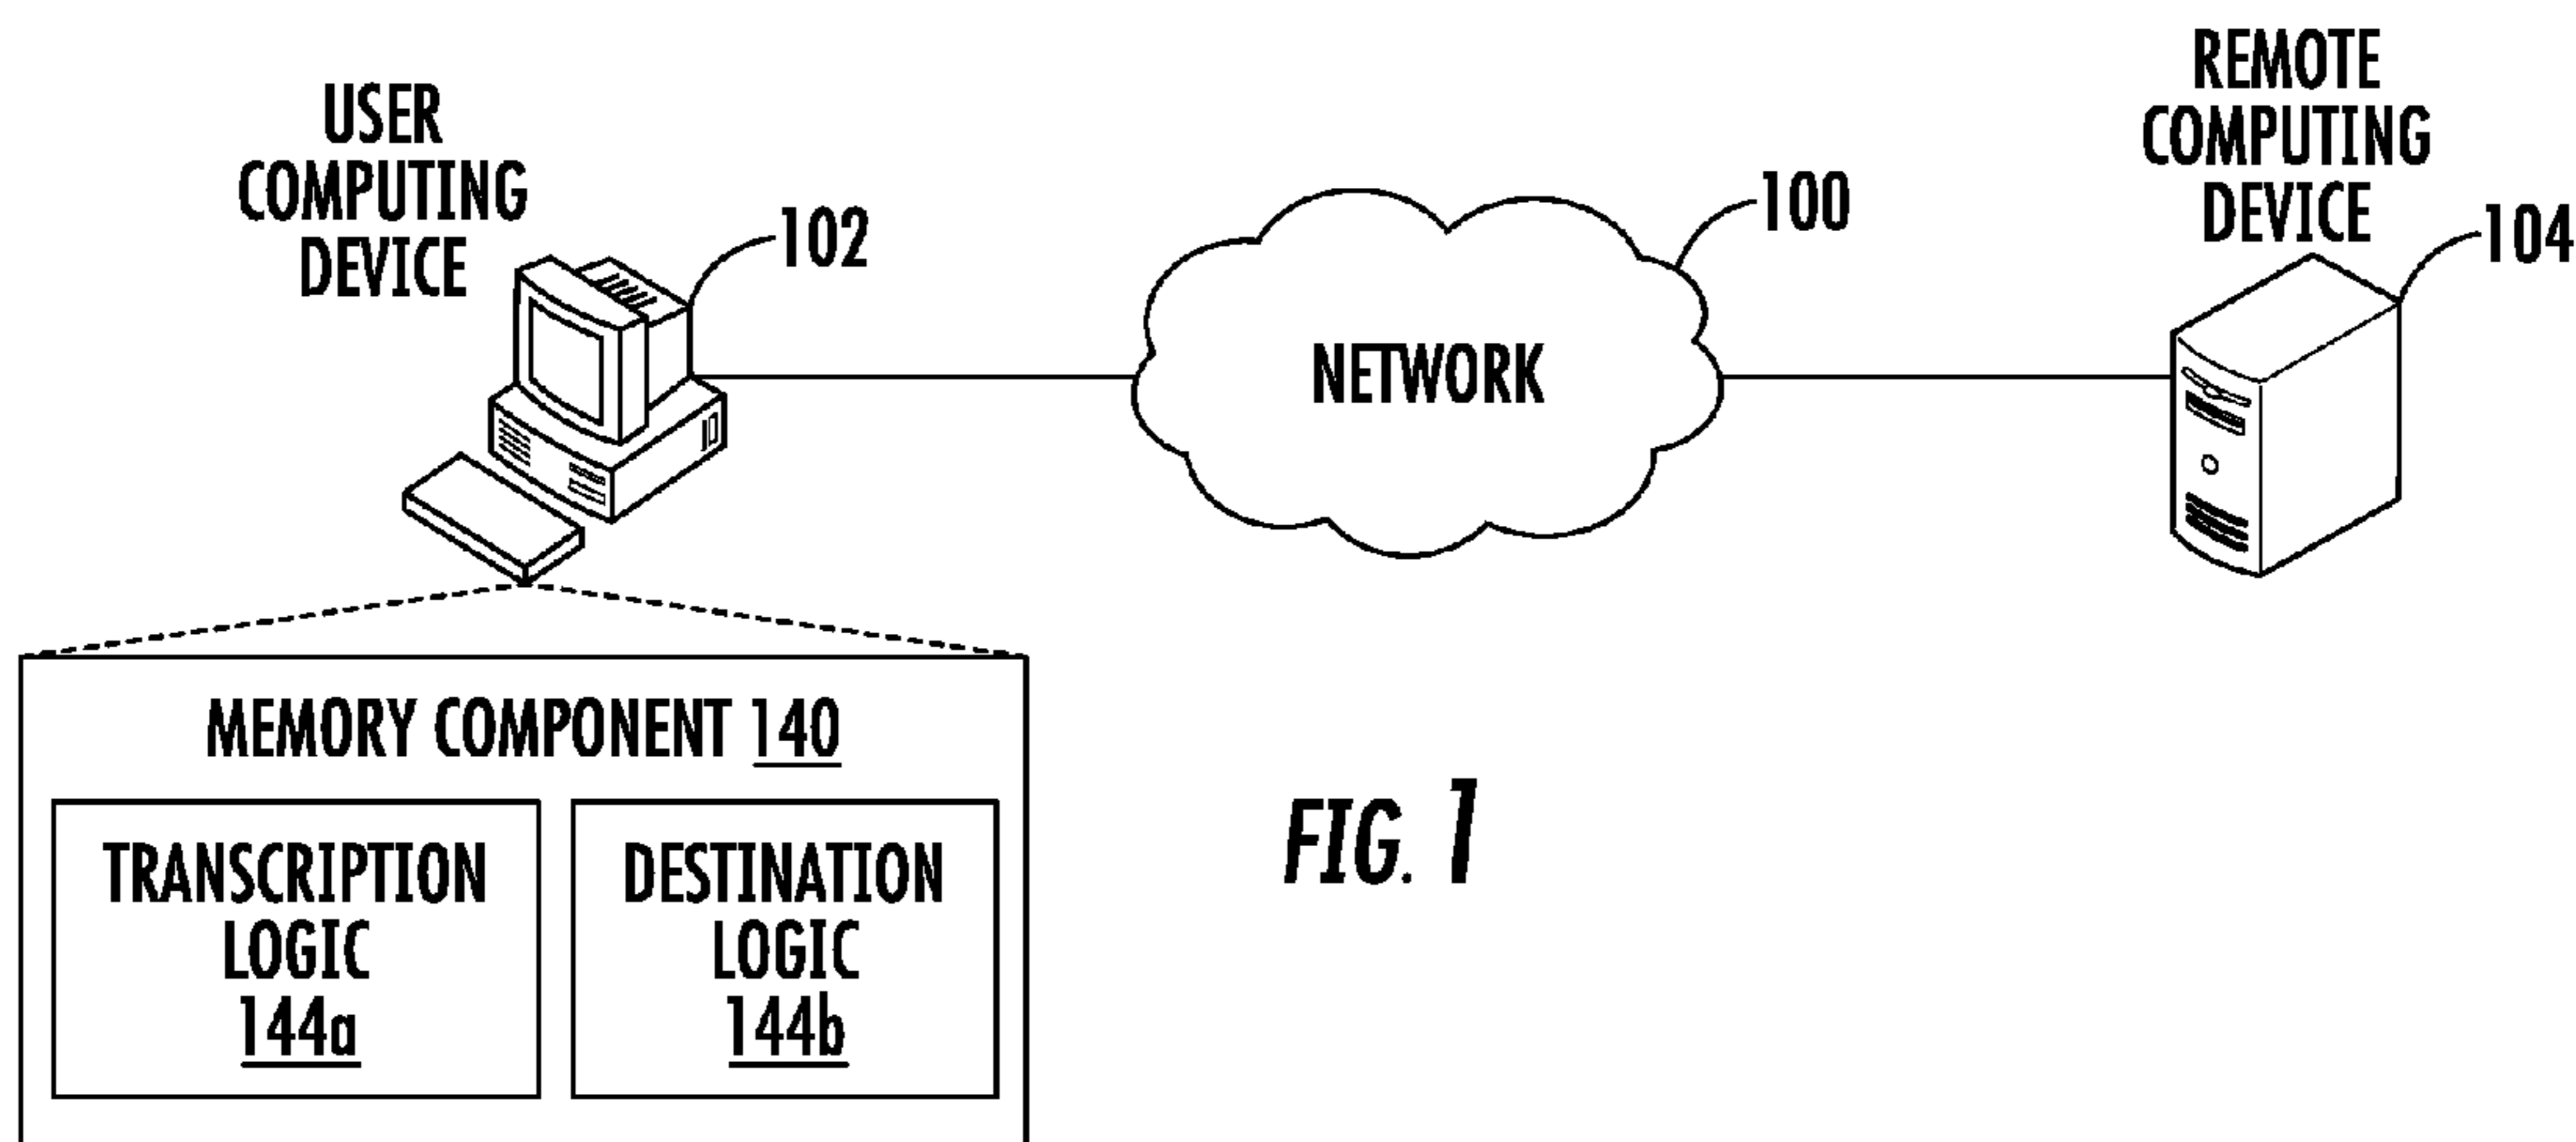 USER
COMPUTING
DEVICE
102
NETWORK
100
REMOTE
COMPUTING
DEVICE
104
MEMORY COMPONENT 140
TRANSCRIPTION
LOGIC
144a
DESTINATION
LOGIC
144b
FIG. 1